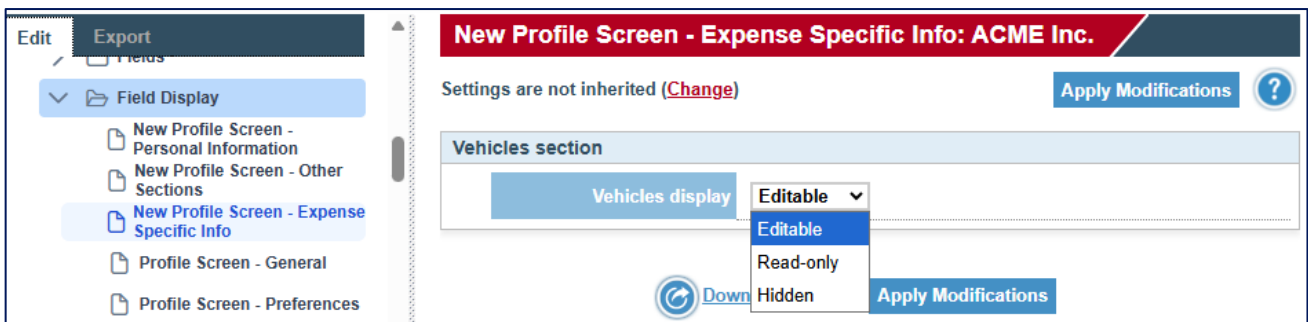 Edit
Export
Fields
Field Display
New Profile Screen -
Personal Information
New Profile Screen - Other
Sections
New Profile Screen - Expense
Specific Info
Profile Screen - General
Profile Screen - Preferences
New Profile Screen - Expense Specific Info: ACME Inc.
Settings are not inherited (Change)
Apply Modifications
?
Vehicles section
Vehicles display
Editable
Editable
Read-only
Hidden
Down
Apply Modifications